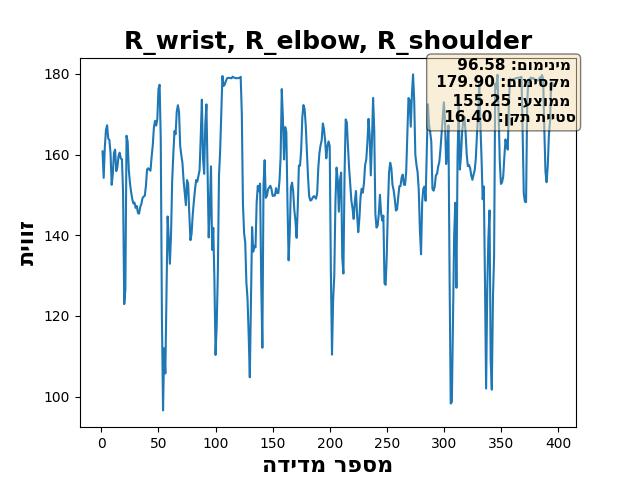 R_wrist, R_elbow, R_shoulder
מינימום: 96.58
מקסימום: 179.90
ממוצע: 155.25
סטיית תקן: 16.40
180
160
140
120
100
זווית
0 50 100 150 200 250 300 350 400
מספר מדידה